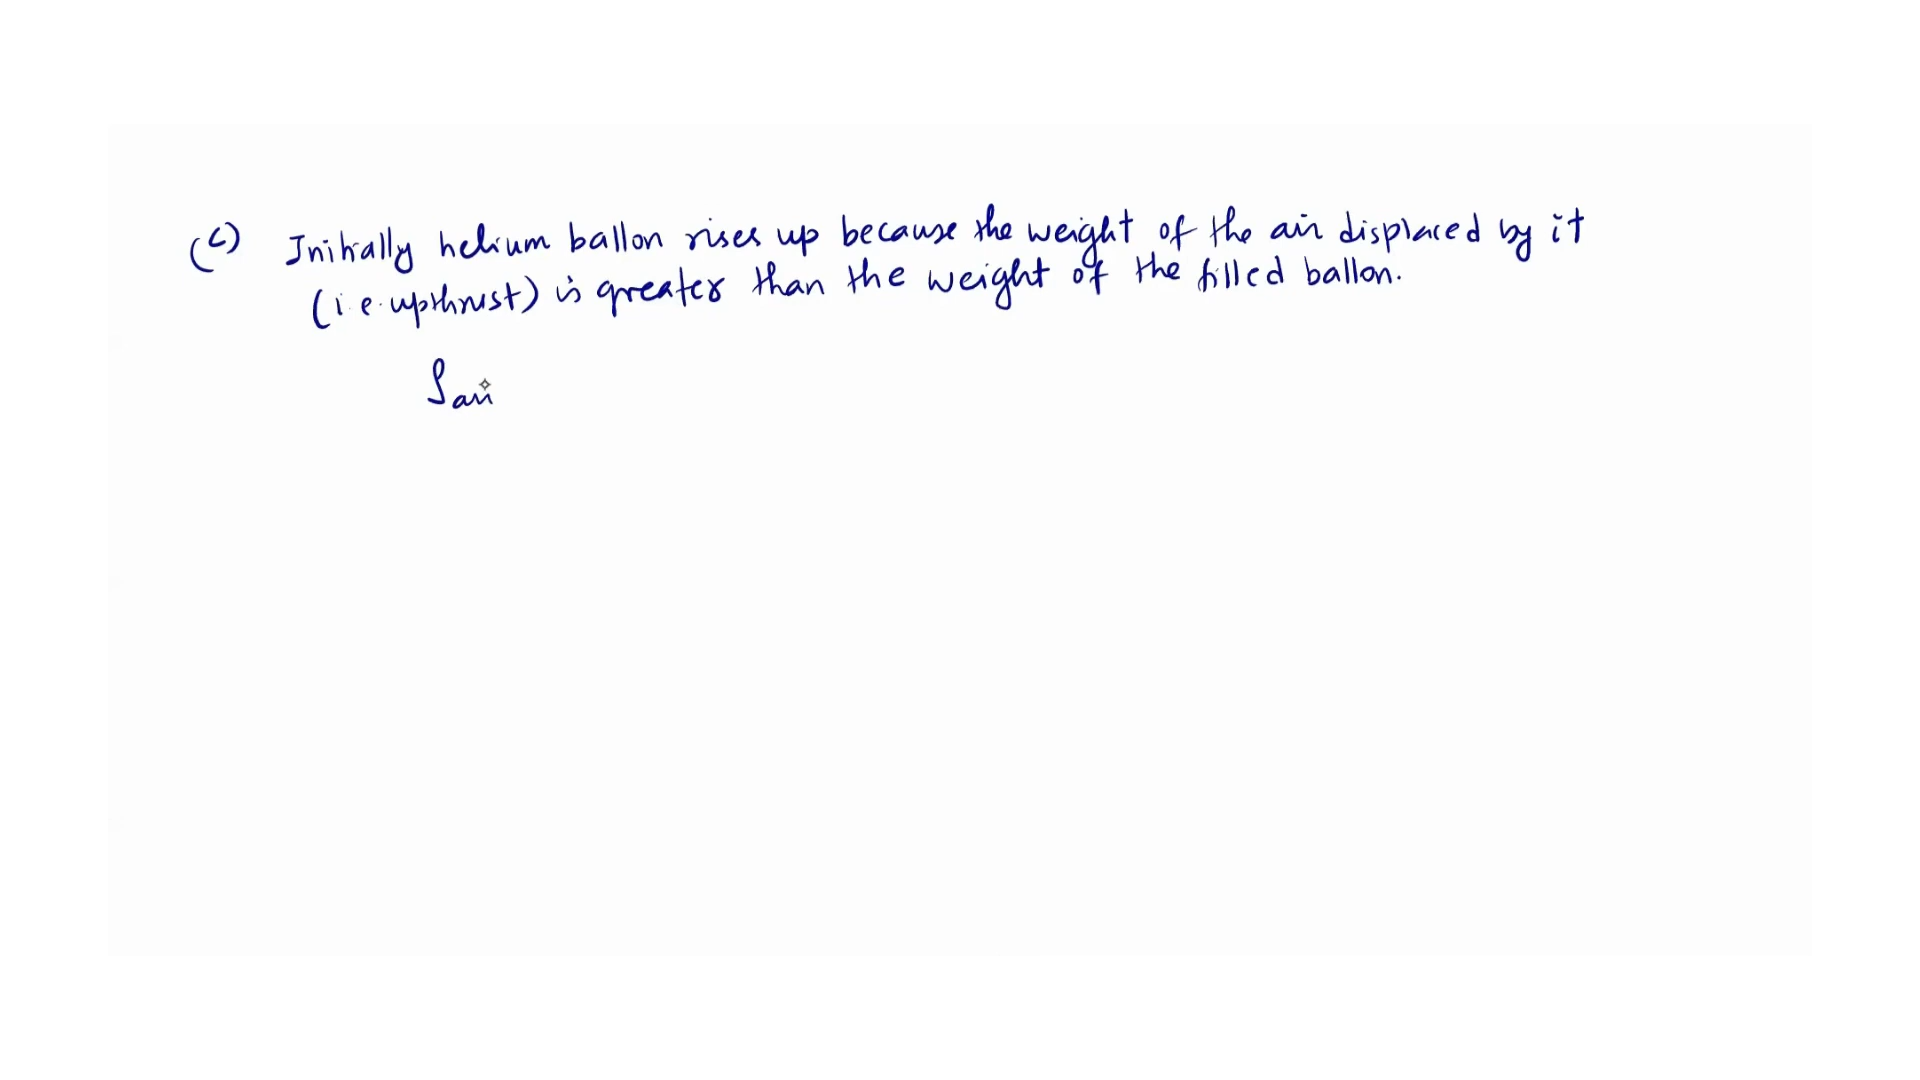 (c) Initially helium ballon rises up because the weight of the air displaced by it
(i.e. upthrust) is greater than the weight of the filled ballon.
ρ_air